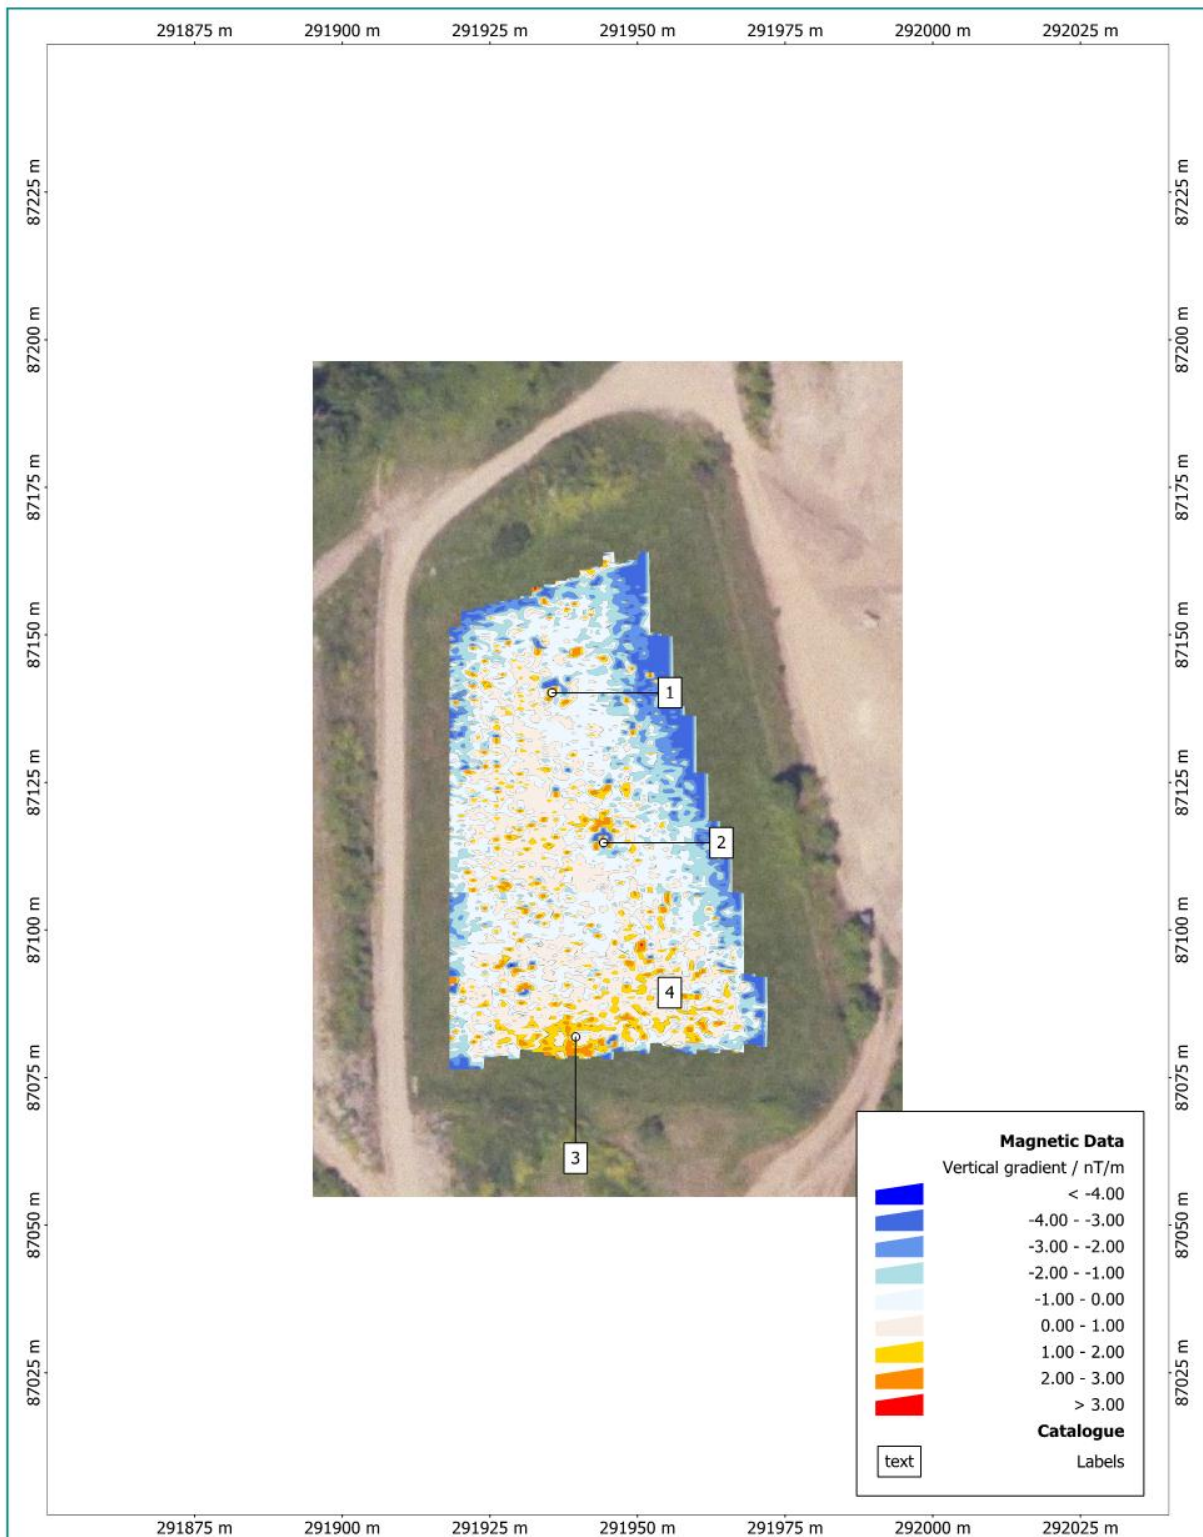 291875 m 291900 m 291925 m 291950 m 291975 m 292000 m 292025 m
87225 m 87225 m
87200 m 87200 m
87175 m 87175 m
87150 m 87150 m
87125 m 87125 m
87100 m 87100 m
87075 m 87075 m
87050 m 87050 m
87025 m 87025 m
1
2
4
3
Magnetic Data
Vertical gradient / nT/m
< -4.00
-4.00 - -3.00
-3.00 - -2.00
-2.00 - -1.00
-1.00 - 0.00
0.00 - 1.00
1.00 - 2.00
2.00 - 3.00
> 3.00
Catalogue
text Labels
291875 m 291900 m 291925 m 291950 m 291975 m 292000 m 292025 m